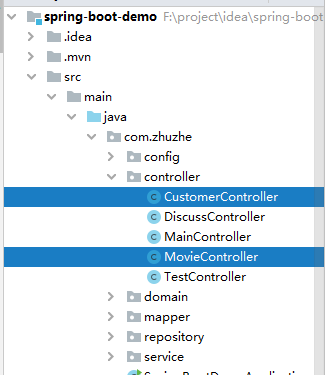 spring-boot-demo F:\project\idea\spring-boot
.idea
.mvn
src
main
java
com.zhuzhe
config
controller
CustomerController
DiscussController
MainController
MovieController
TestController
domain
mapper
repository
service